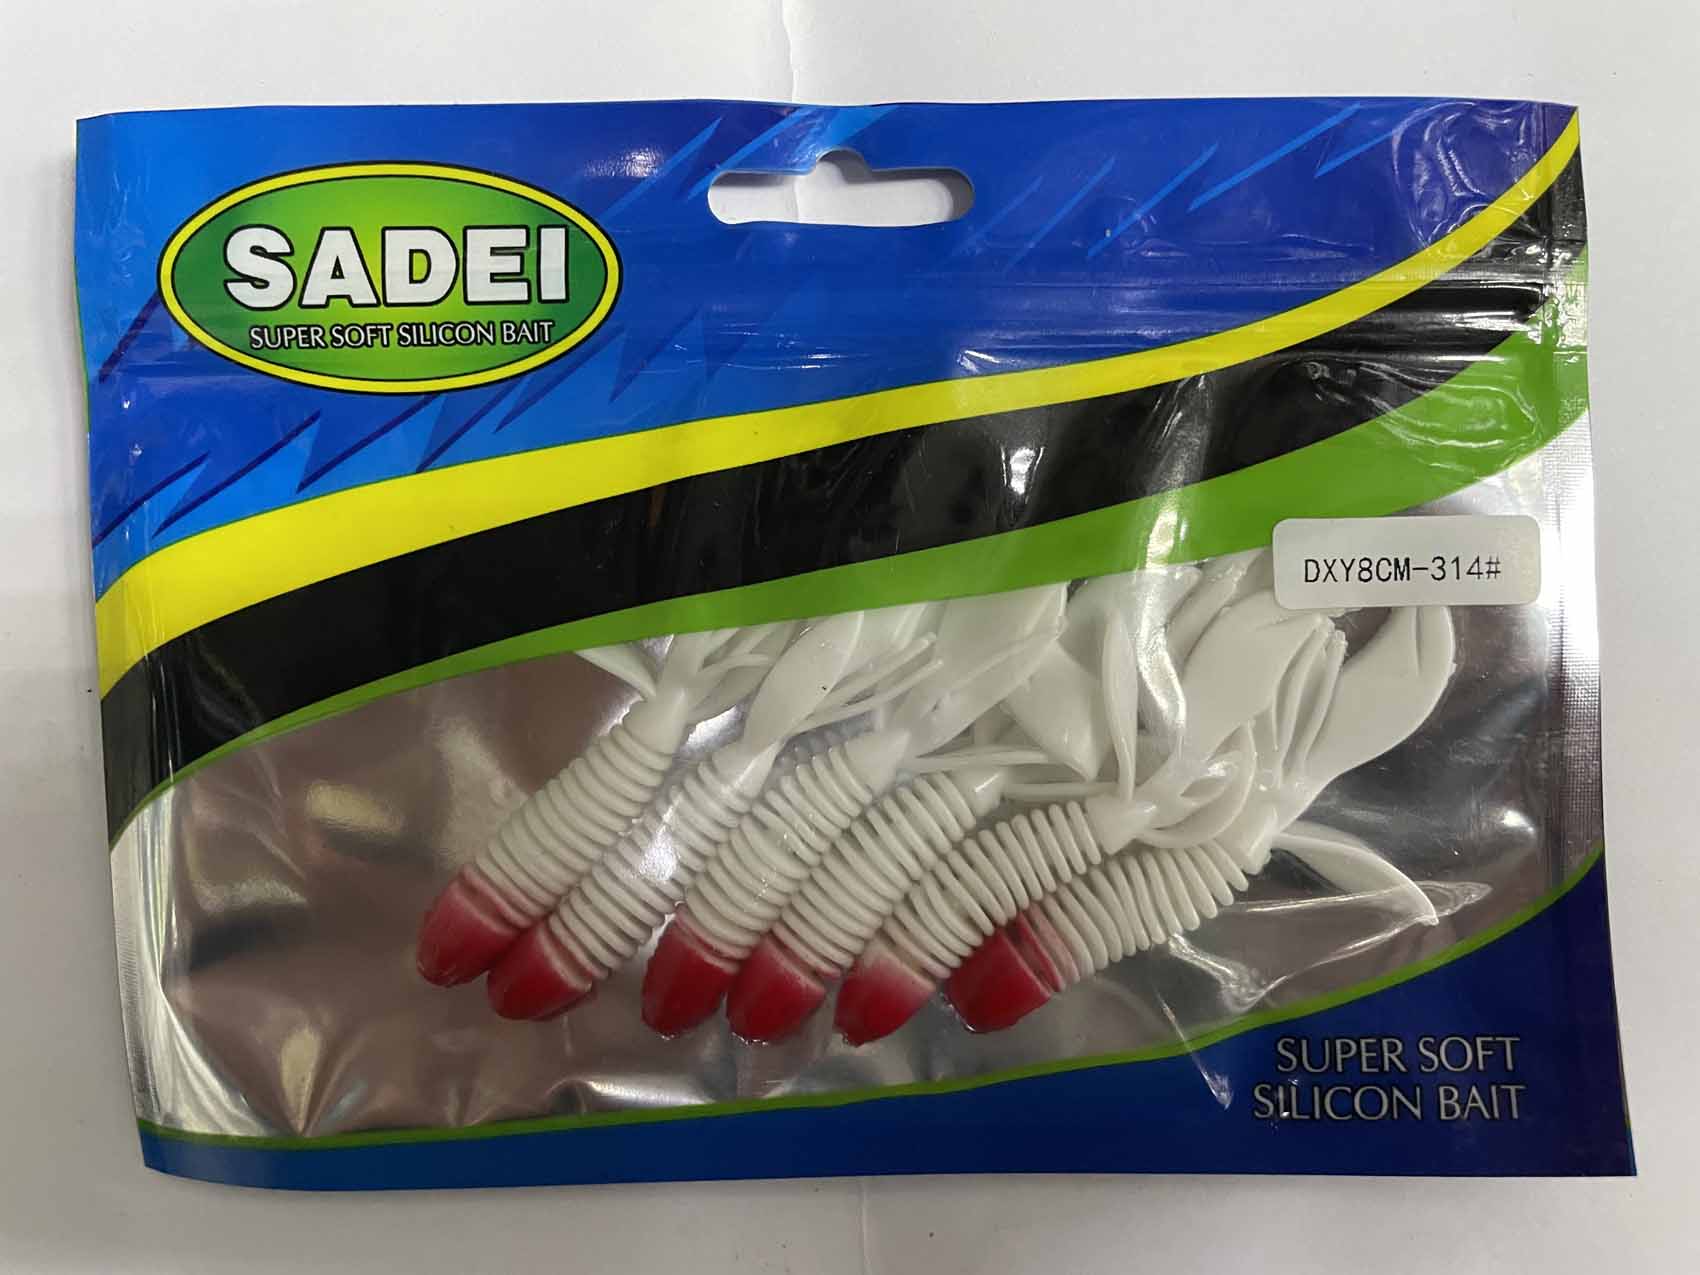 SADEI
SUPER SOFT SILICON BAIT
DXY8CM-314#
SUPER SOFT
SILICON BAIT